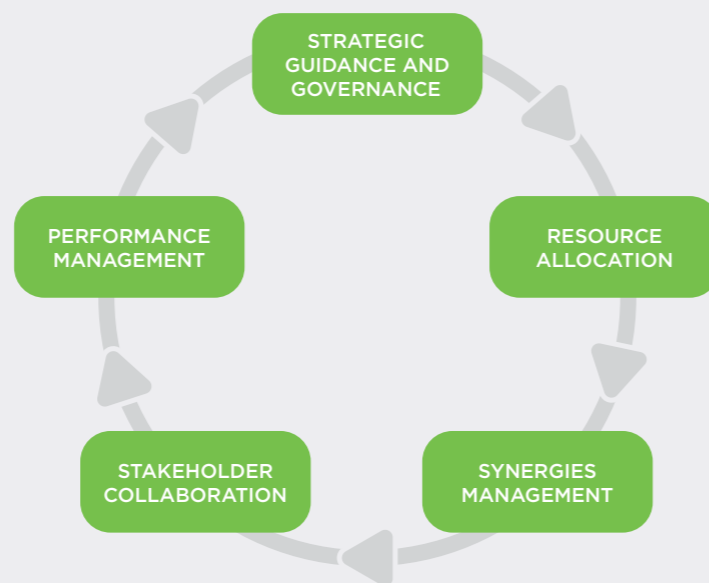 STRATEGIC
GUIDANCE AND
GOVERNANCE
RESOURCE
ALLOCATION
SYNERGIES
MANAGEMENT
STAKEHOLDER
COLLABORATION
PERFORMANCE
MANAGEMENT